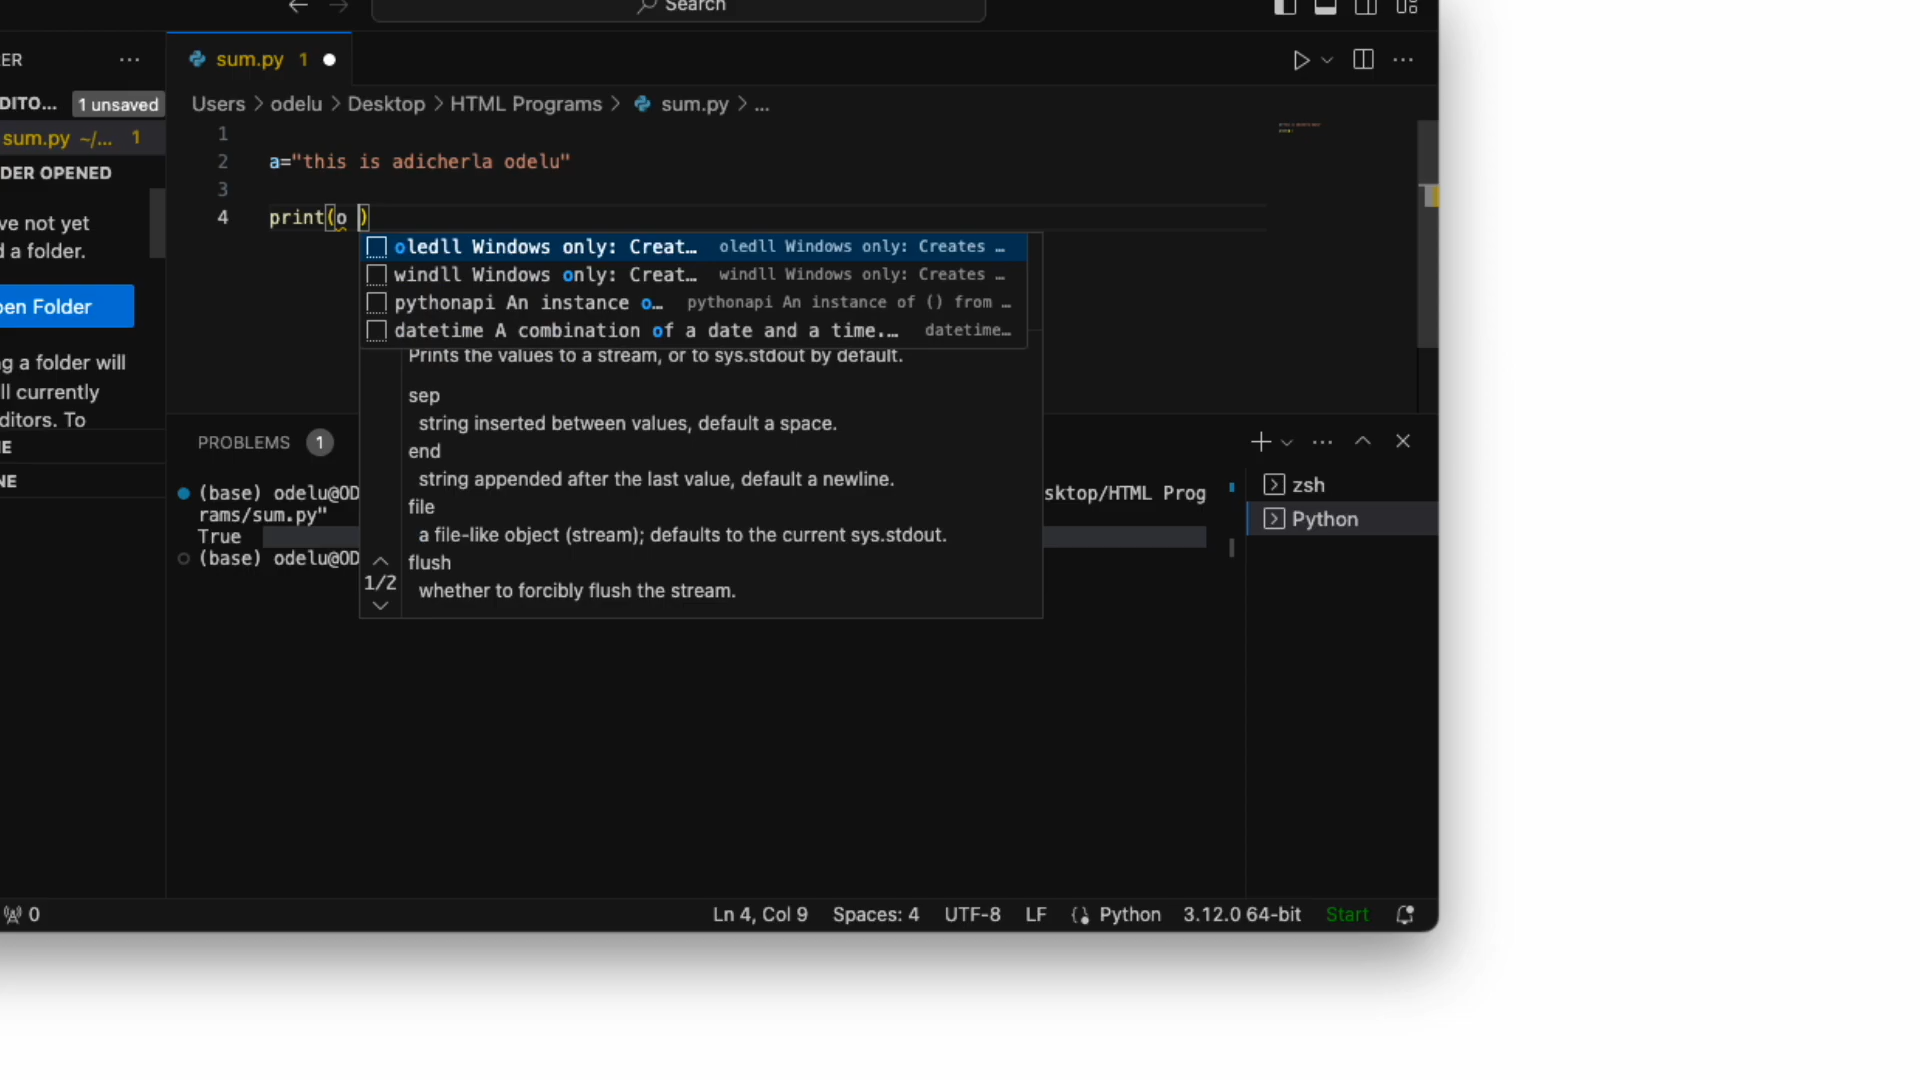 Search
ER ...
sum.py 1
DITO... 1 unsaved
Users > odelu > Desktop > HTML Programs > sum.py > ...
sum.py ~/... 1
DER OPENED
ve not yet
d a folder.
en Folder
g a folder will
ll currently
ditors. To
E
NE
1
2 a="this is adicherla odelu"
3
4 print(o )
oledll Windows only: Creat… oledll Windows only: Creates …
windll Windows only: Creat… windll Windows only: Creates …
pythonapi An instance o… pythonapi An instance of () from …
datetime A combination of a date and a time.… datetime…
Prints the values to a stream, or to sys.stdout by default.
sep
string inserted between values, default a space.
end
string appended after the last value, default a newline.
file
a file-like object (stream); defaults to the current sys.stdout.
flush
whether to forcibly flush the stream.
1/2
PROBLEMS 1
(base) odelu@OD sktop/HTML Prog
rams/sum.py"
True
(base) odelu@OD
zsh
Python
0
Ln 4, Col 9 Spaces: 4 UTF-8 LF Python 3.12.0 64-bit Start